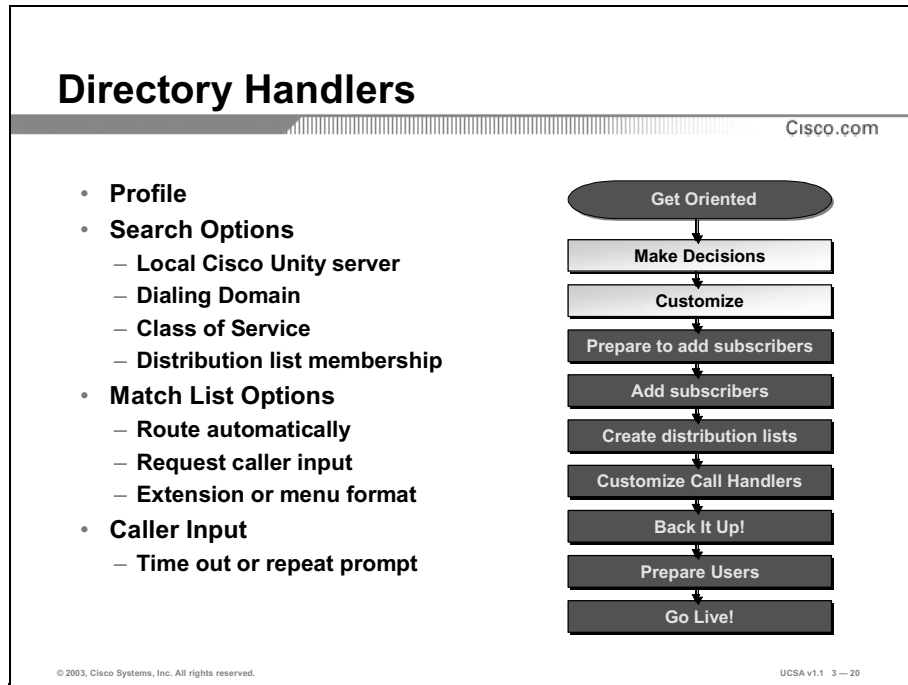 Directory Handlers
Cisco.com
• Profile
• Search Options
– Local Cisco Unity server
– Dialing Domain
– Class of Service
– Distribution list membership
• Match List Options
– Route automatically
– Request caller input
– Extension or menu format
• Caller Input
– Time out or repeat prompt
Get Oriented
Make Decisions
Customize
Prepare to add subscribers
Add subscribers
Create distribution lists
Customize Call Handlers
Back It Up!
Prepare Users
Go Live!
© 2003, Cisco Systems, Inc. All rights reserved.
UCSA v1.1 3 — 20